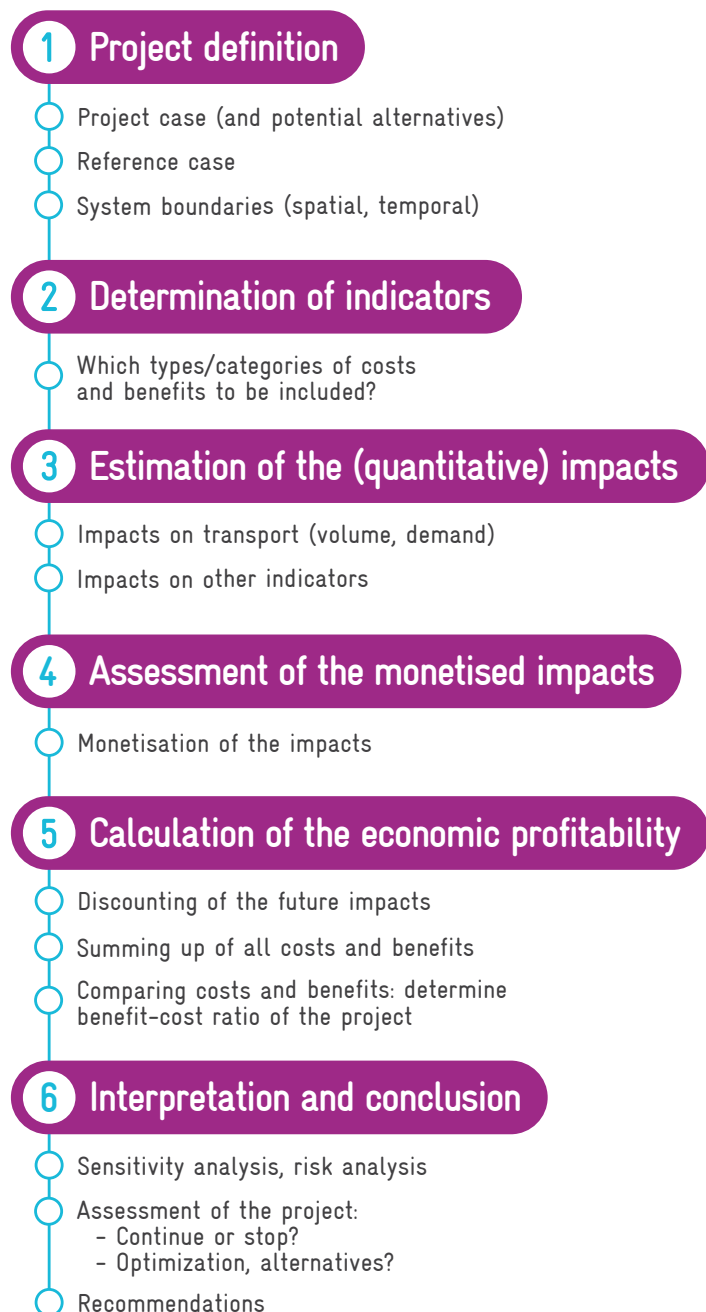 1 Project definition
Project case (and potential alternatives)
Reference case
System boundaries (spatial, temporal)
2 Determination of indicators
Which types/categories of costs
and benefits to be included?
3 Estimation of the (quantitative) impacts
Impacts on transport (volume, demand)
Impacts on other indicators
4 Assessment of the monetised impacts
Monetisation of the impacts
5 Calculation of the economic profitability
Discounting of the future impacts
Summing up of all costs and benefits
Comparing costs and benefits: determine
benefit-cost ratio of the project
6 Interpretation and conclusion
Sensitivity analysis, risk analysis
Assessment of the project:
- Continue or stop?
- Optimization, alternatives?
Recommendations